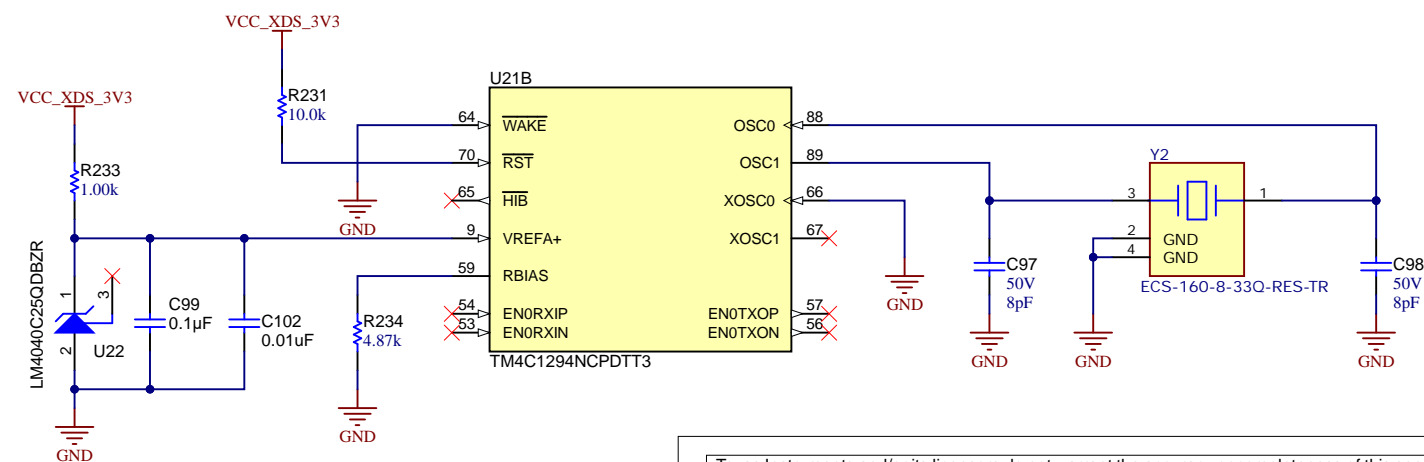 VCC_XDS_3V3
VCC_XDS_3V3
R231
10.0k
R233
1.00k
U21B
64 WAKE
70 RST
65 HIB
9 VREFA+
59 RBIAS
54 EN0RXIP
53 EN0RXIN
OSC0 88
OSC1 89
XOSC0 66
XOSC1 67
EN0TXOP 57
EN0TXON 56
TM4C1294NCPDTT3
GND
GND
LM4040C25QDBZR
1
3
2
U22
C99
0.1µF
C102
0.01uF
GND
R234
4.87k
GND
Y2
3
1
2
GND
4
GND
ECS-160-8-33Q-RES-TR
C97
50V
8pF
GND
GND
C98
50V
8pF
GND